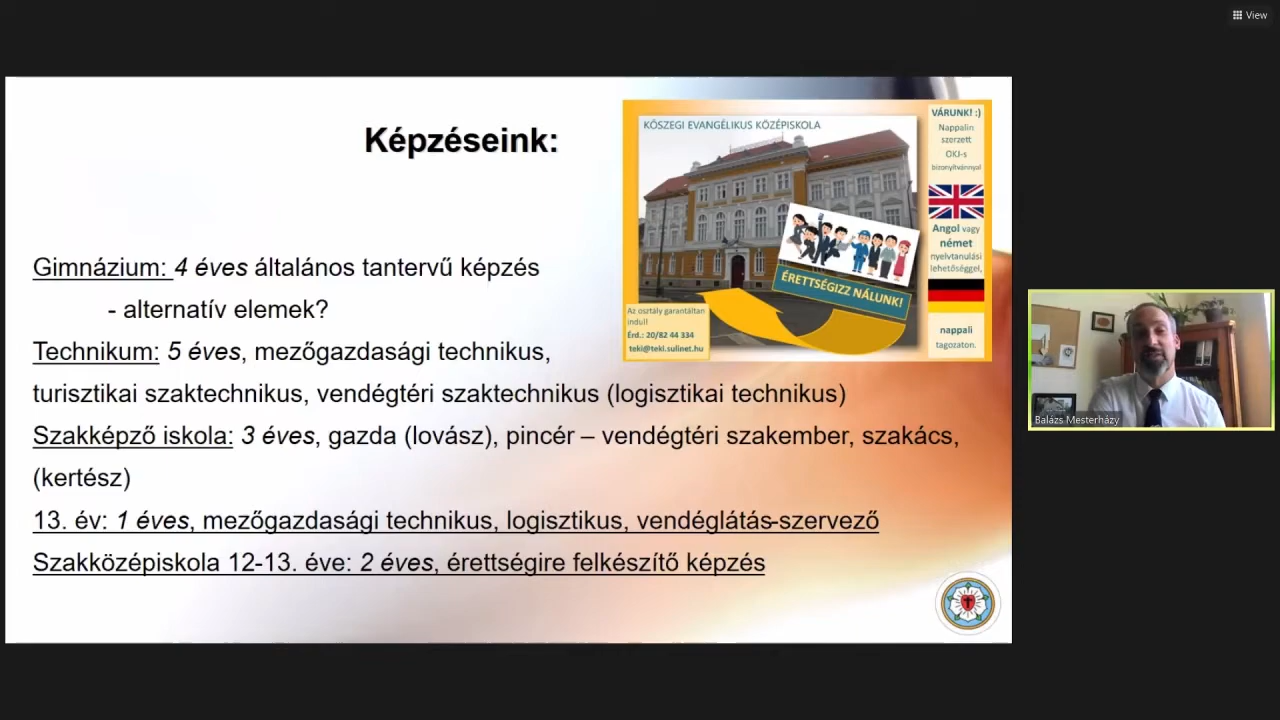 View
Képzéseink:
KŐSZEGI EVANGÉLIKUS KÖZÉPISKOLA
ÉRETTSÉGIZZ NÁLUNK!
Az osztály garantáltan
indul!
Érd.: 20/82 44 334
teki@teki.sulinet.hu
VÁRUNK! :)
Nappalin
szerzett
OKJ-s
bizonyítvánnyal
Angol vagy
német
nyelvtanulási
lehetőséggel,
nappali
tagozaton.
Gimnázium: 4 éves általános tantervű képzés
- alternatív elemek?
Technikum: 5 éves, mezőgazdasági technikus,
turisztikai szaktechnikus, vendégtéri szaktechnikus (logisztikai technikus)
Szakképző iskola: 3 éves, gazda (lovász), pincér – vendégtéri szakember, szakács,
(kertész)
13. év: 1 éves, mezőgazdasági technikus, logisztikus, vendéglátás-szervező
Szakközépiskola 12-13. éve: 2 éves, érettségire felkészítő képzés
Balázs Mesterházy